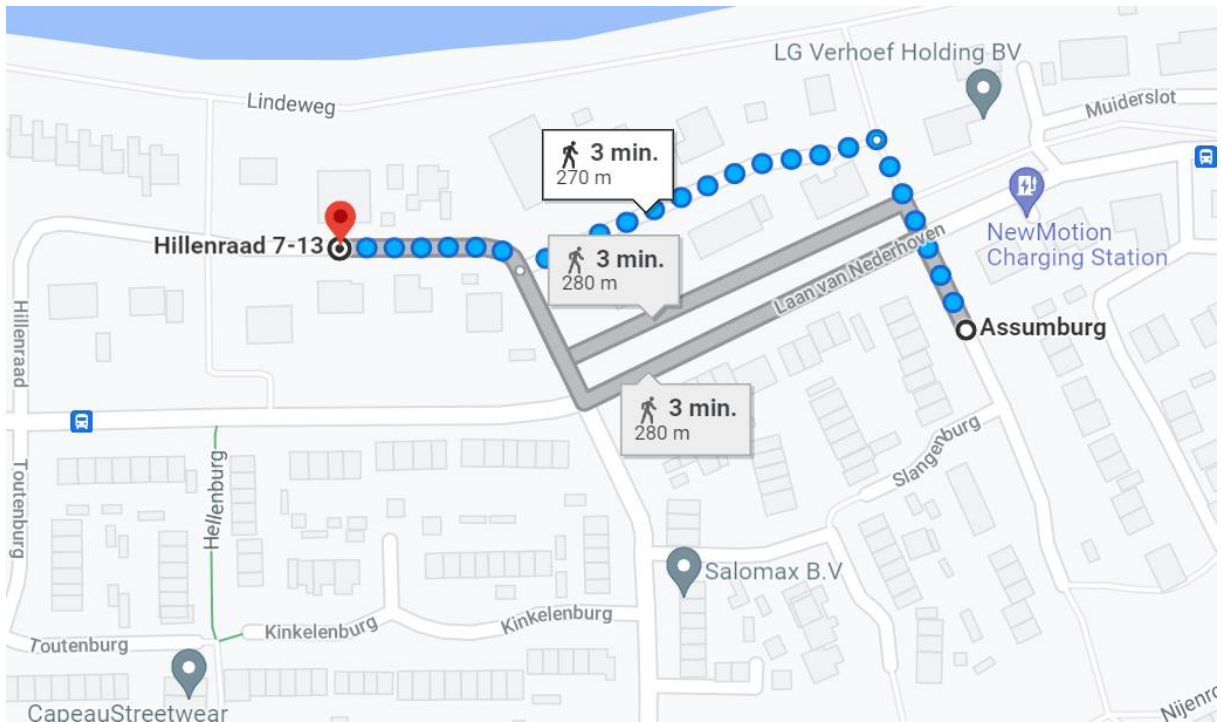 LG Verhoef Holding BV
Lindeweg
Muiderslot
3 min.
270 m
NewMotion
Charging Station
Hillenraad 7-13
3 min.
280 m
Laan van Nederhoven
Assumburg
Hillenraad
3 min.
280 m
Slangenburg
Toutenburg
Hellenburg
Salomax B.V
Kinkelenburg
Kinkelenburg
Toutenburg
CapeauStreetwear